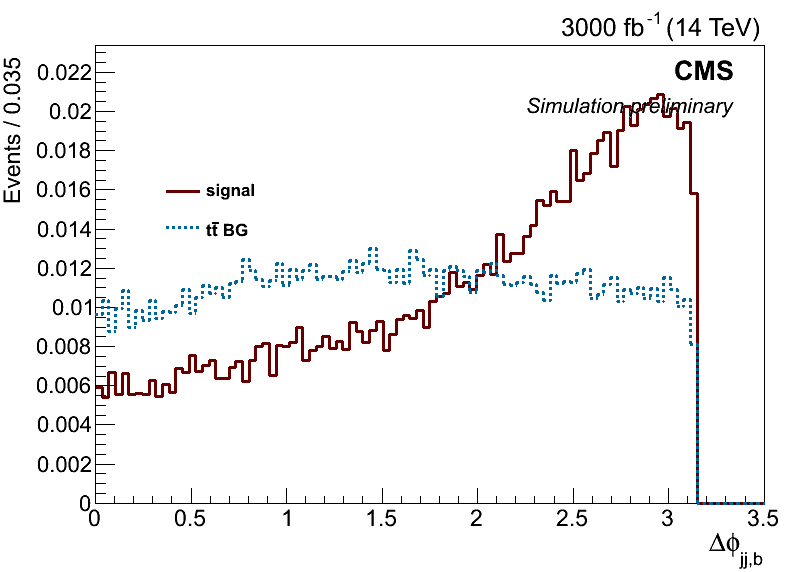 3000 fb⁻¹ (14 TeV)
CMS
Simulation preliminary
Events / 0.035
0.022
0.02
0.018
0.016
0.014
0.012
0.01
0.008
0.006
0.004
0.002
0
signal
tt̄ BG
0 0.5 1 1.5 2 2.5 3 3.5
Δϕjj,b